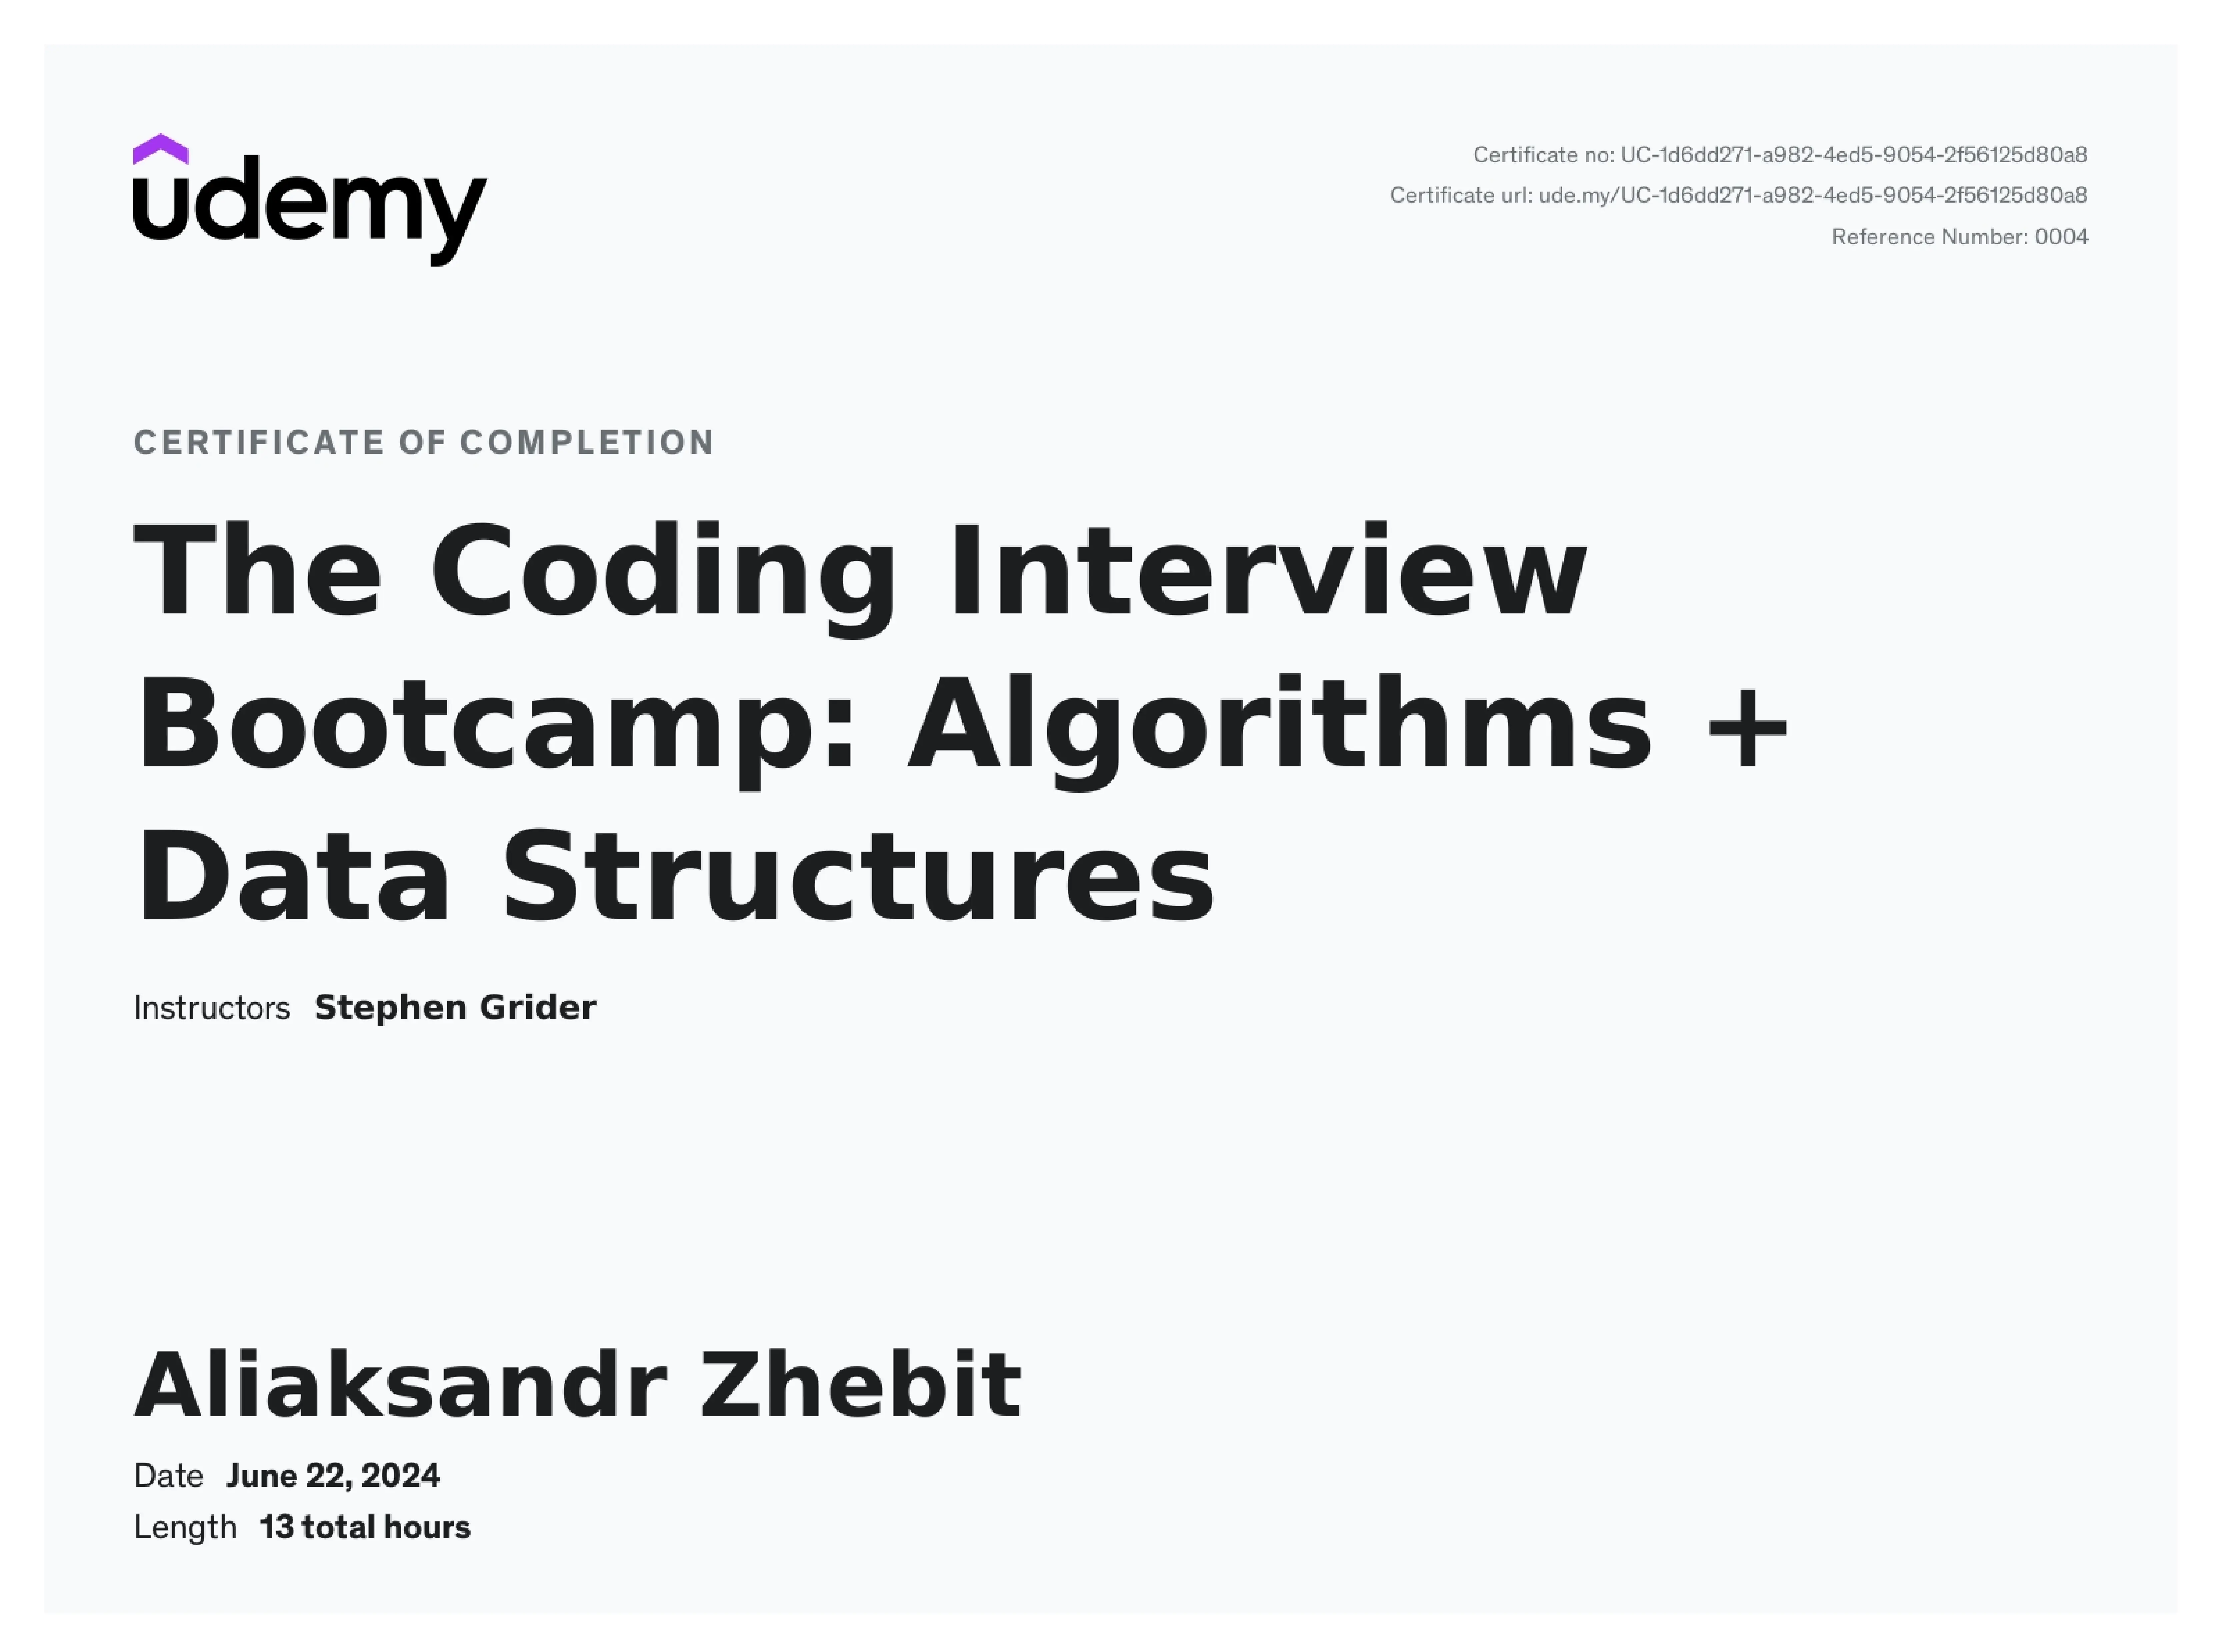 udemy
Certificate no: UC-1d6dd271-a982-4ed5-9054-2f56125d80a8
Certificate url: ude.my/UC-1d6dd271-a982-4ed5-9054-2f56125d80a8
Reference Number: 0004
CERTIFICATE OF COMPLETION
The Coding Interview
Bootcamp: Algorithms +
Data Structures
Instructors Stephen Grider
Aliaksandr Zhebit
Date June 22, 2024
Length 13 total hours